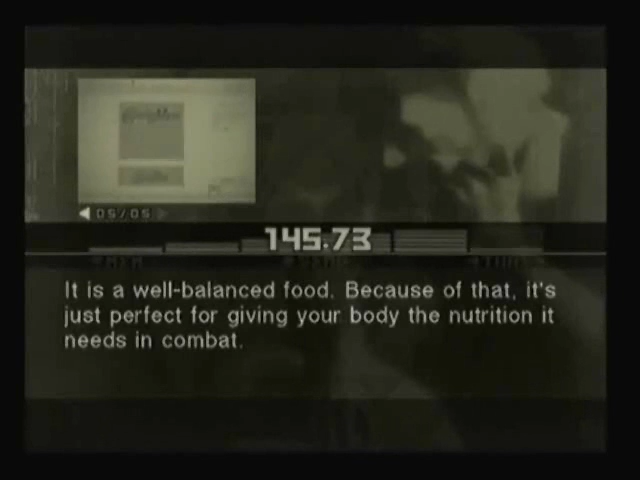 05/05
145.73
It is a well-balanced food. Because of that, it's
just perfect for giving your body the nutrition it
needs in combat.